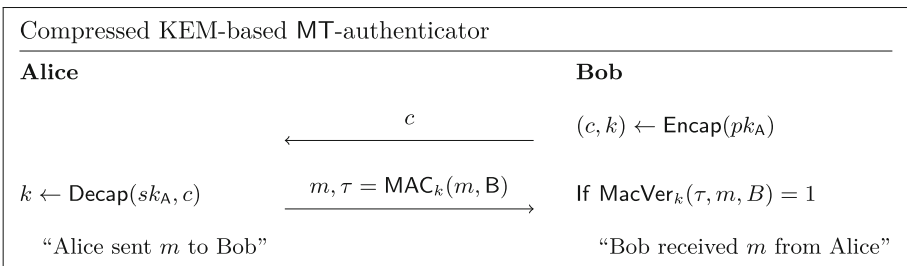 Compressed KEM-based MT-authenticator
Alice Bob
c (c, k) ← Encap(pk_A)
k ← Decap(sk_A, c) m, τ = MAC_k(m, B) If MacVer_k(τ, m, B) = 1
“Alice sent m to Bob” “Bob received m from Alice”